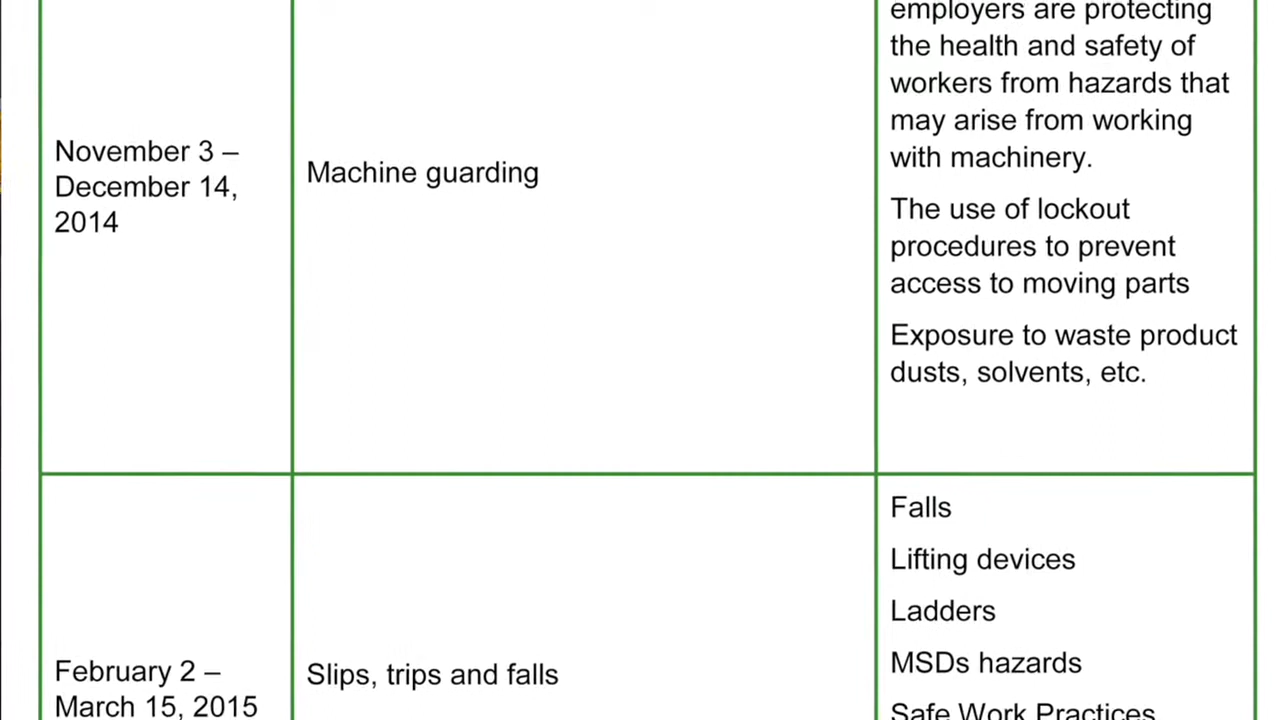 employers are protecting
the health and safety of
workers from hazards that
may arise from working
with machinery.
November 3 –
December 14,
2014
Machine guarding
The use of lockout
procedures to prevent
access to moving parts
Exposure to waste product
dusts, solvents, etc.
Falls
Lifting devices
Ladders
MSDs hazards
Safe Work Practices
February 2 –
March 15, 2015
Slips, trips and falls